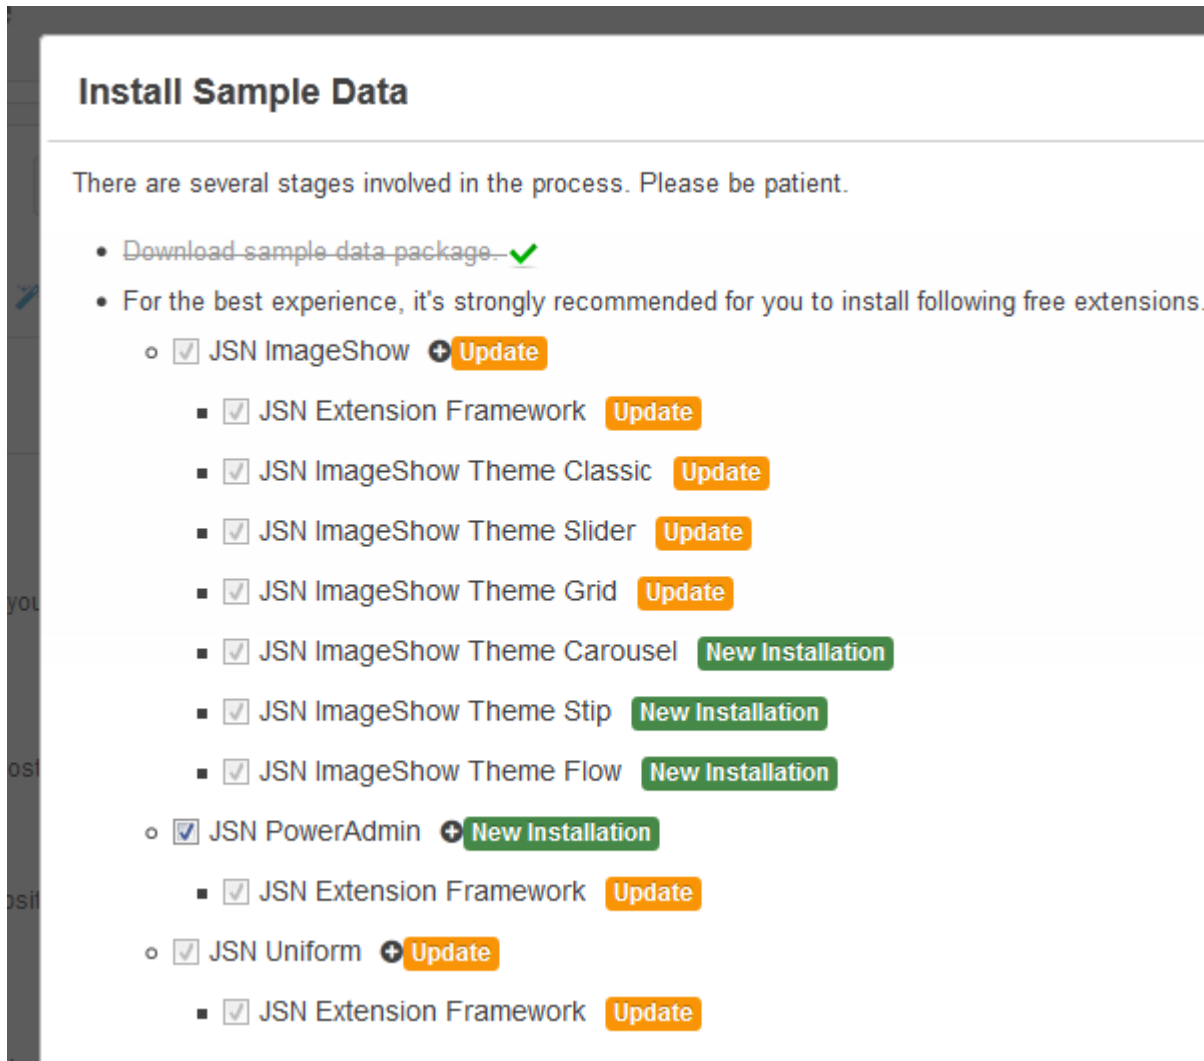 Install Sample Data
There are several stages involved in the process. Please be patient.
Download sample data package.
For the best experience, it's strongly recommended for you to install following free extensions.
JSN ImageShow Update
JSN Extension Framework Update
JSN ImageShow Theme Classic Update
JSN ImageShow Theme Slider Update
JSN ImageShow Theme Grid Update
you
JSN ImageShow Theme Carousel New Installation
JSN ImageShow Theme Stip New Installation
JSN ImageShow Theme Flow New Installation
JSN PowerAdmin New Installation
JSN Extension Framework Update
JSN Uniform Update
JSN Extension Framework Update